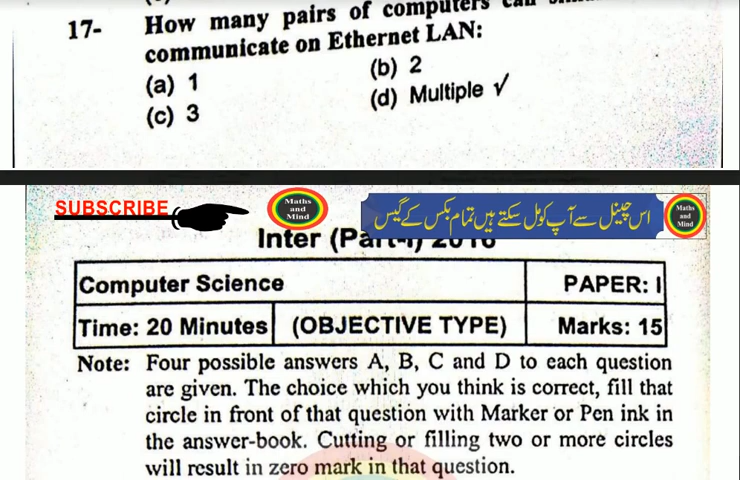 17- How many pairs of computers can
communicate on Ethernet LAN:
(a) 1 (b) 2
(c) 3 (d) Multiple ✓
SUBSCRIBE
Maths
and
Mind
اس چینل سے آپ کو مل سکتے ہیں تمام بکس کے گیس
Maths
and
Mind
Inter (Part-I) 2016
Computer Science PAPER: I
Time: 20 Minutes (OBJECTIVE TYPE) Marks: 15
Note: Four possible answers A, B, C and D to each question
are given. The choice which you think is correct, fill that
circle in front of that question with Marker or Pen ink in
the answer-book. Cutting or filling two or more circles
will result in zero mark in that question.